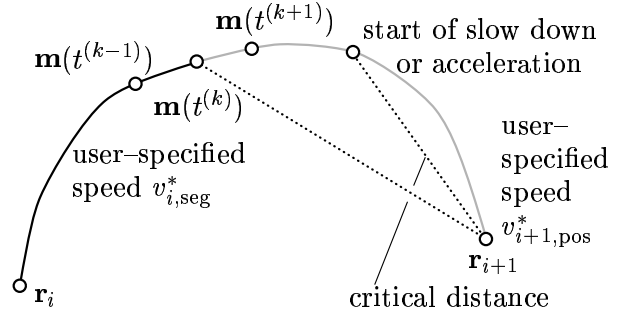 m(t^{(k+1)})
start of slow down
or acceleration
m(t^{(k−1)})
m(t^{(k)})
user–specified
speed v^*_{i,seg}
user–
specified
speed
v^*_{i+1,pos}
r_{i+1}
r_i
critical distance